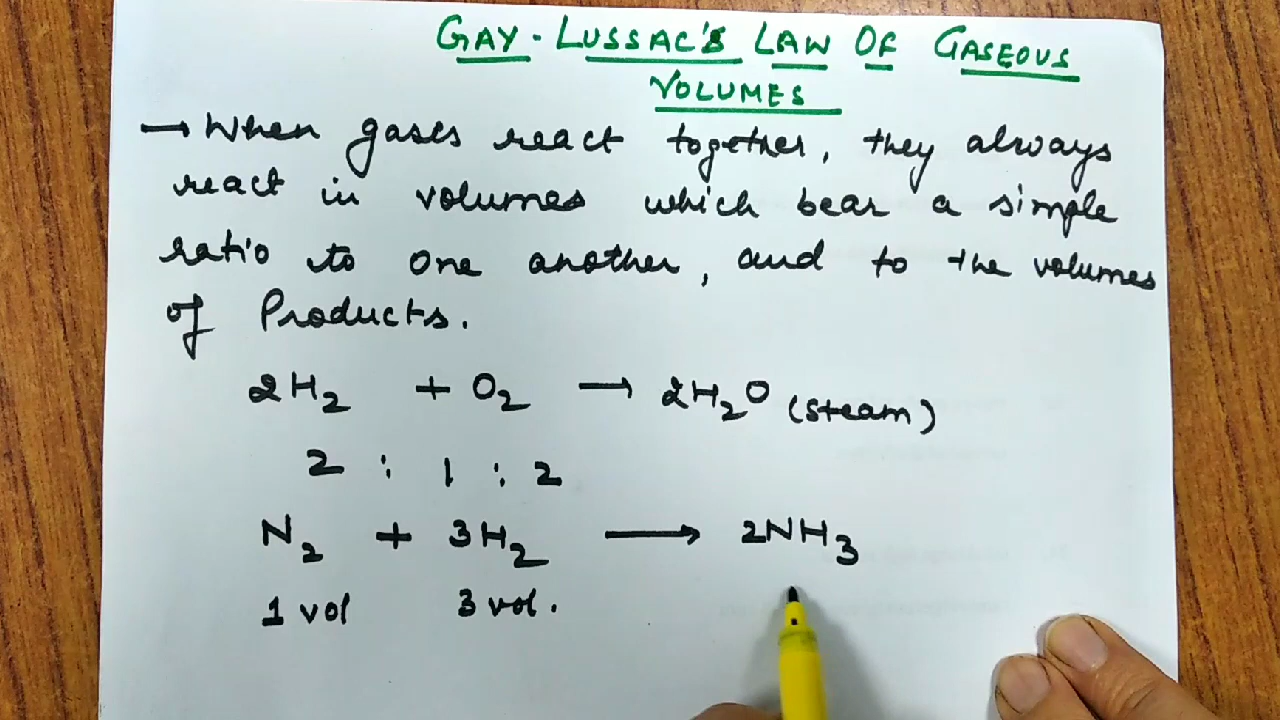 GAY-LUSSAC'S LAW OF GASEOUS
VOLUMES
→ When gases react together, they always
react in volumes which bear a simple
ratio to one another, and to the volumes
of Products.
2H₂ + O₂ → 2H₂O (steam)
2 : 1 : 2
N₂ + 3H₂ → 2NH₃
1 vol 3 vol.